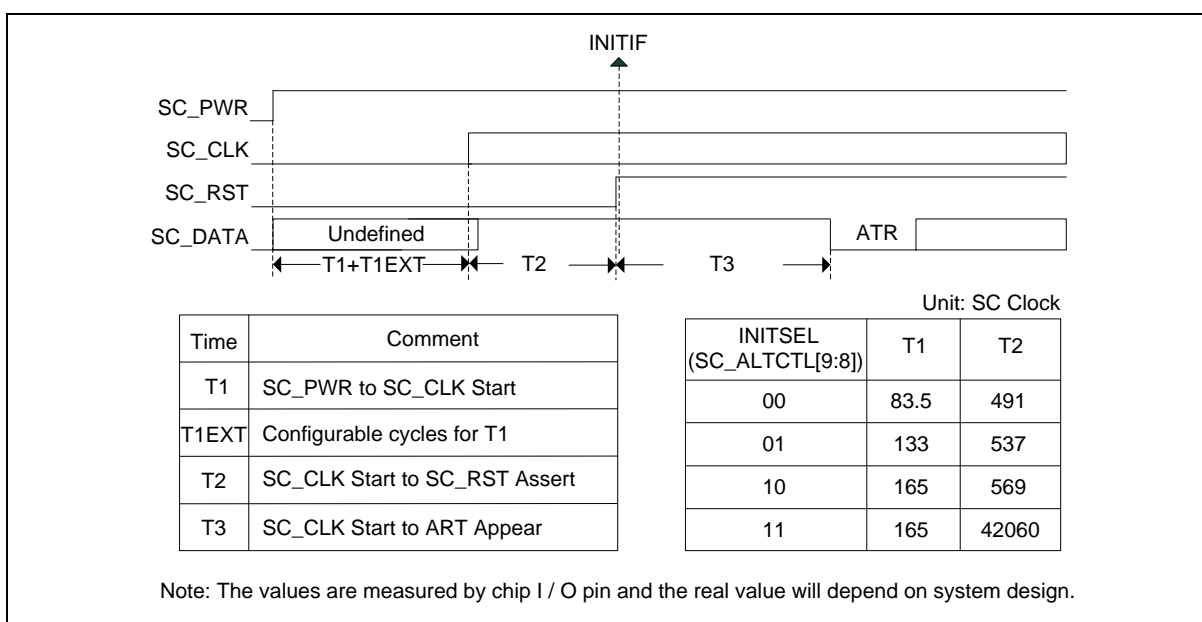 INITIF
SC_PWR
SC_CLK
SC_RST
SC_DATA Undefined ATR
T1+T1EXT T2 T3
Unit: SC Clock
Time Comment
T1 SC_PWR to SC_CLK Start
T1EXT Configurable cycles for T1
T2 SC_CLK Start to SC_RST Assert
T3 SC_CLK Start to ART Appear
INITSEL
(SC_ALTCTL[9:8]) T1 T2
00 83.5 491
01 133 537
10 165 569
11 165 42060
Note: The values are measured by chip I / O pin and the real value will depend on system design.